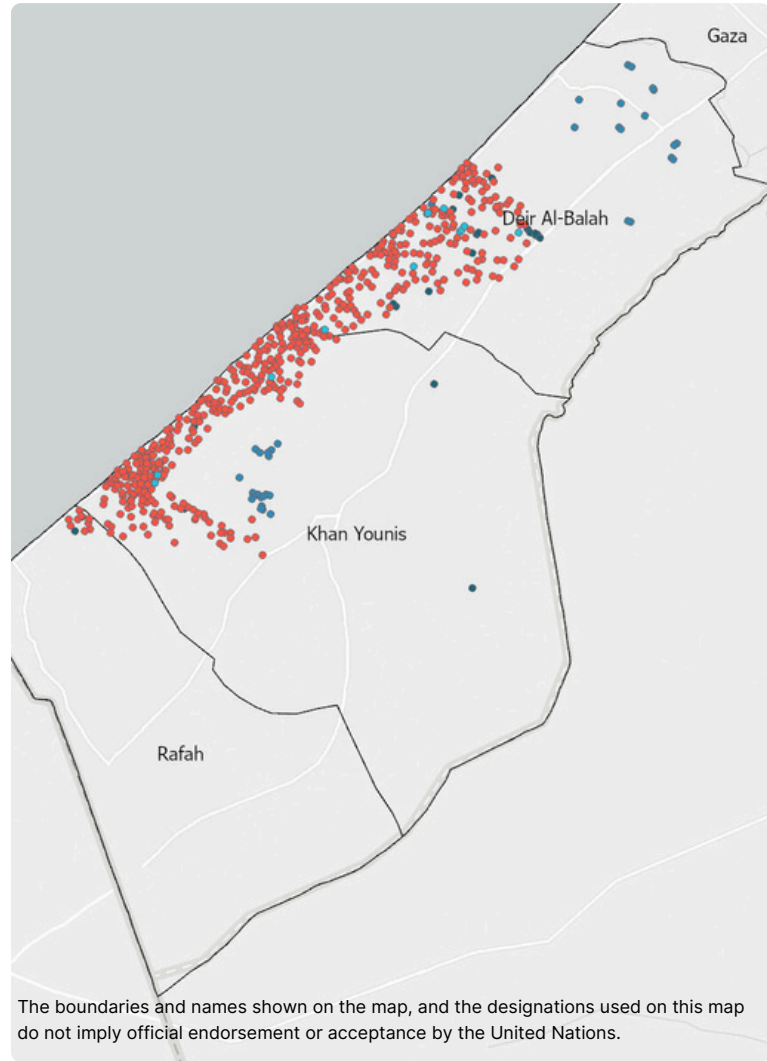 Gaza
Deir Al-Balah
Khan Younis
Rafah
The boundaries and names shown on the map, and the designations used on this map
do not imply official endorsement or acceptance by the United Nations.